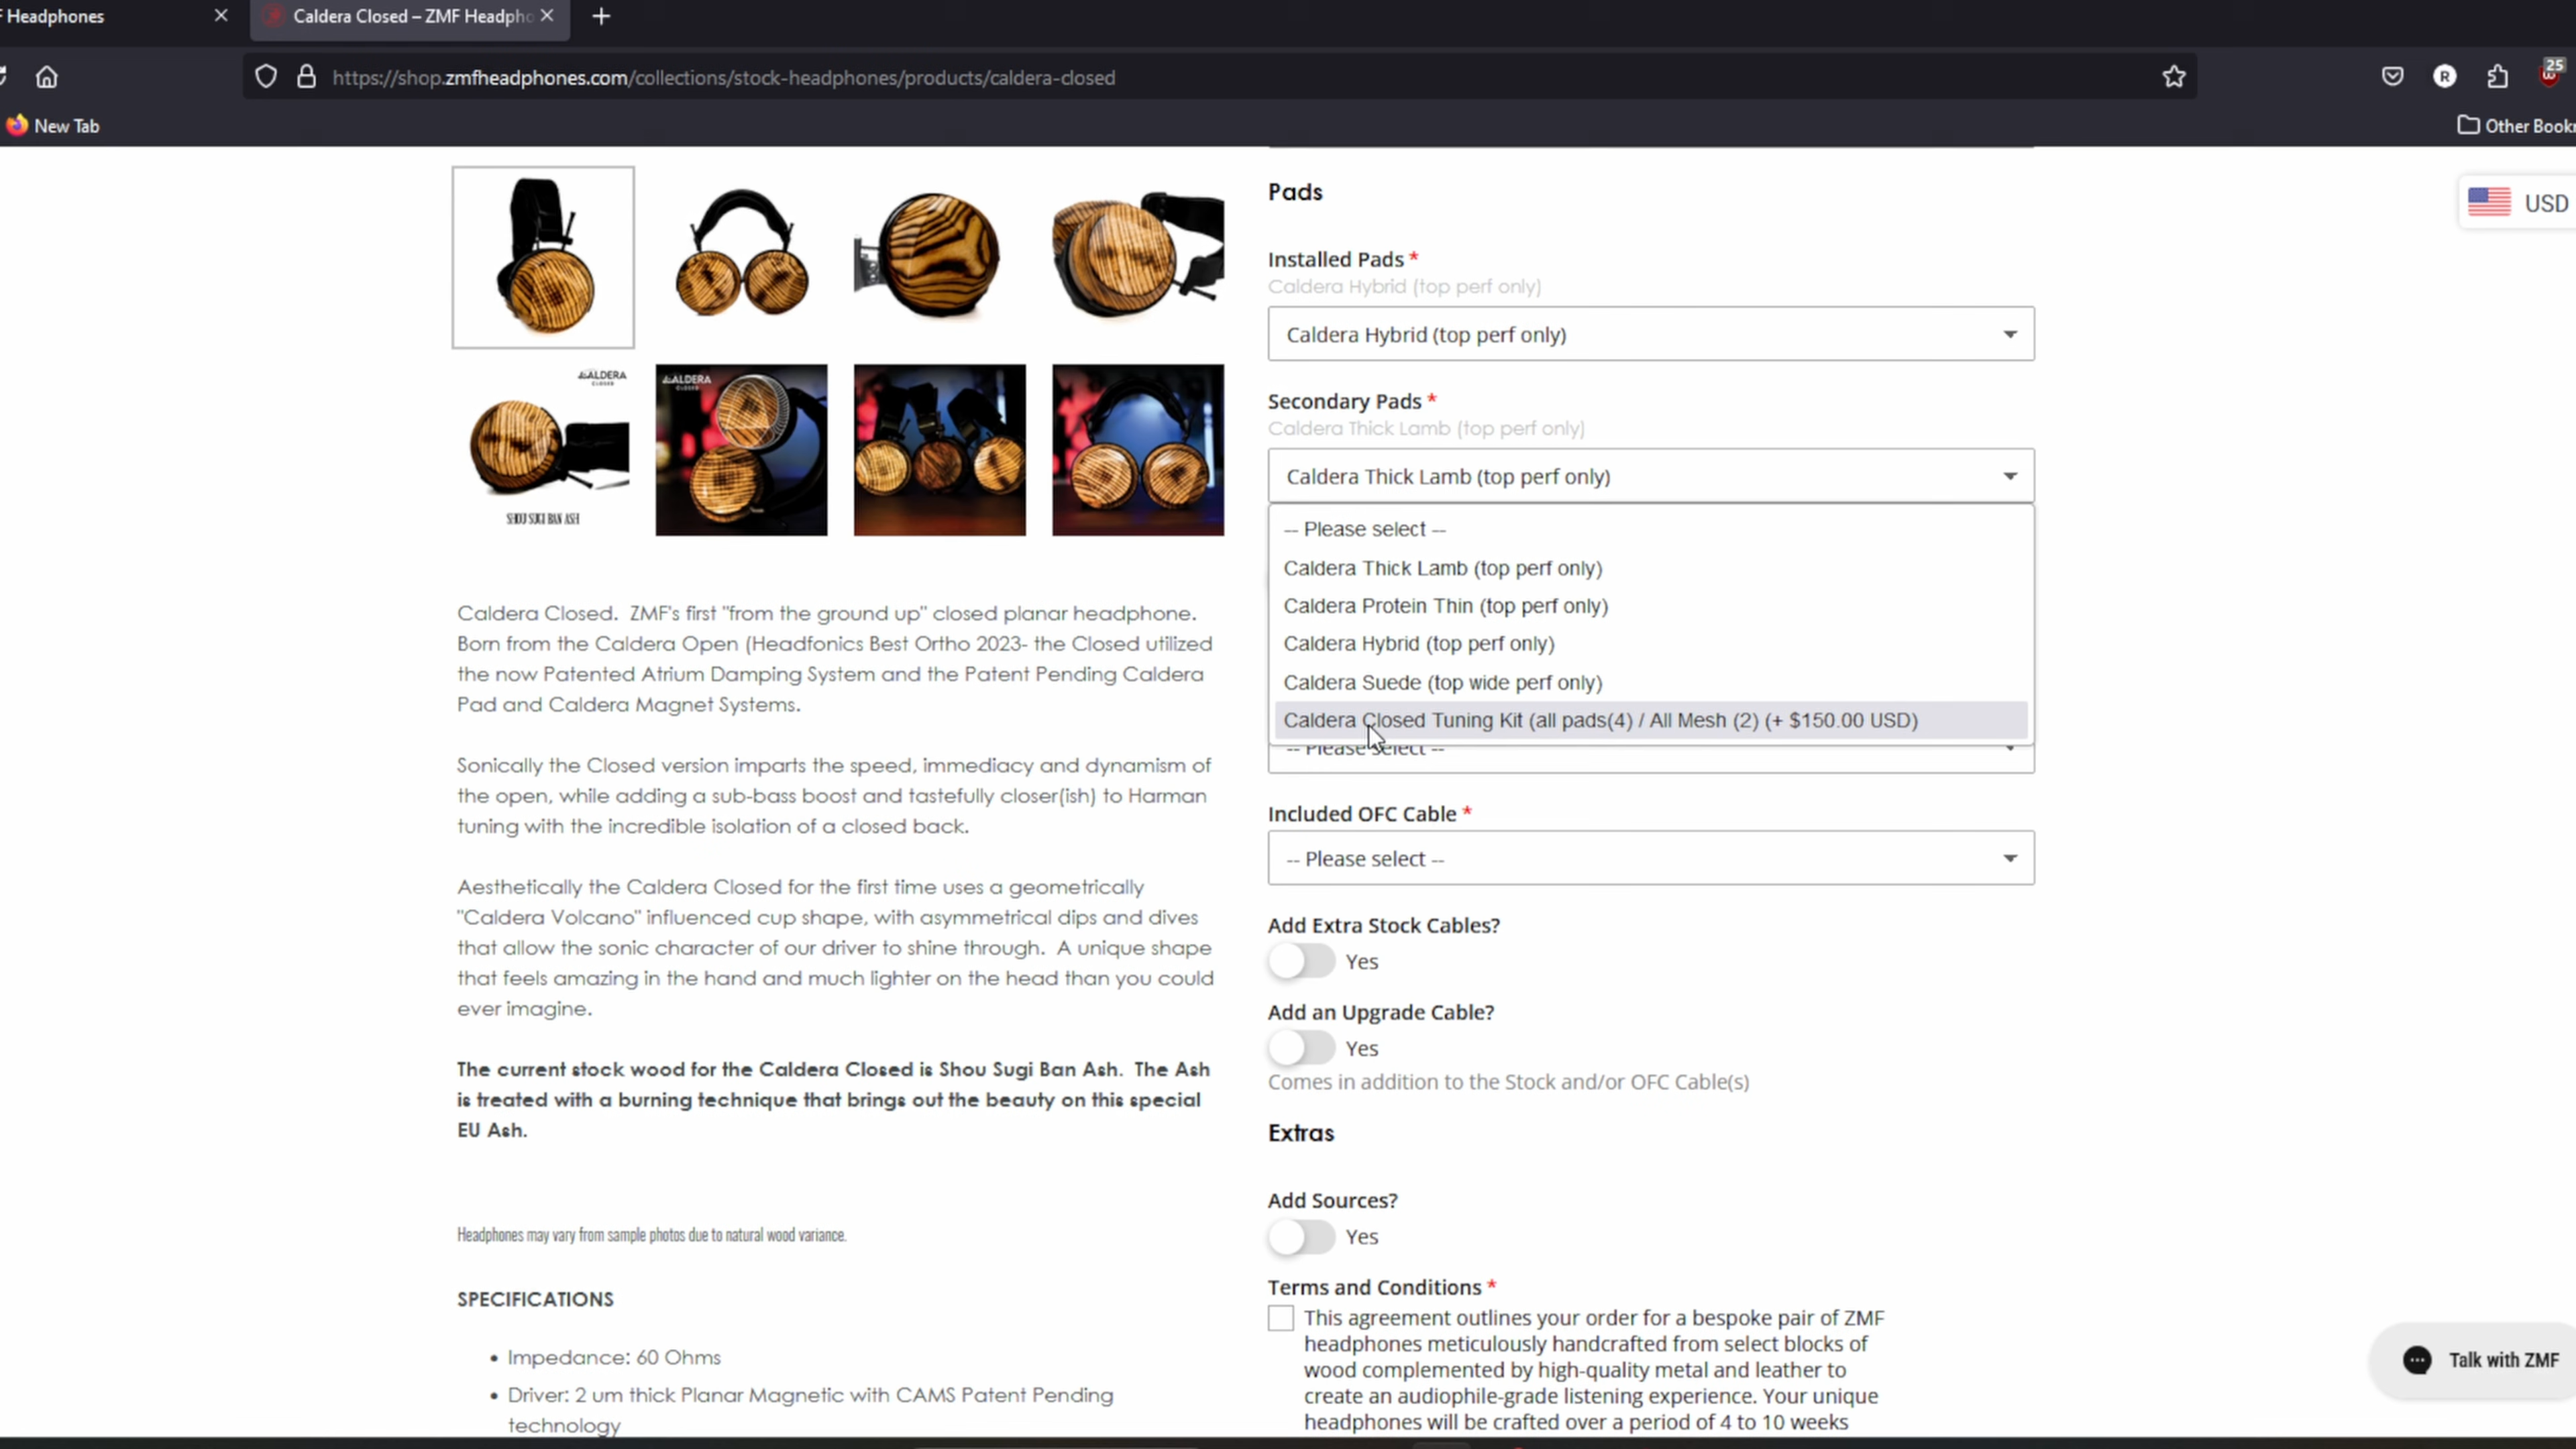 F Headphones
Caldera Closed – ZMF Headpho
https://shop.zmfheadphones.com/collections/stock-headphones/products/caldera-closed
R
25
New Tab
Other Book
USD
CALDERA
CLOSED
SHOU SUGI BAN ASH
CALDERA
CLOSED
Caldera Closed. ZMF's first "from the ground up" closed planar headphone.
Born from the Caldera Open (Headfonics Best Ortho 2023- the Closed utilized
the now Patented Atrium Damping System and the Patent Pending Caldera
Pad and Caldera Magnet Systems.
Sonically the Closed version imparts the speed, immediacy and dynamism of
the open, while adding a sub-bass boost and tastefully closer(ish) to Harman
tuning with the incredible isolation of a closed back.
Aesthetically the Caldera Closed for the first time uses a geometrically
"Caldera Volcano" influenced cup shape, with asymmetrical dips and dives
that allow the sonic character of our driver to shine through. A unique shape
that feels amazing in the hand and much lighter on the head than you could
ever imagine.
The current stock wood for the Caldera Closed is Shou Sugi Ban Ash. The Ash
is treated with a burning technique that brings out the beauty on this special
EU Ash.
Headphones may vary from sample photos due to natural wood variance.
SPECIFICATIONS
• Impedance: 60 Ohms
• Driver: 2 um thick Planar Magnetic with CAMS Patent Pending
technology
Pads
Installed Pads *
Caldera Hybrid (top perf only)
Caldera Hybrid (top perf only)
Secondary Pads *
Caldera Thick Lamb (top perf only)
Caldera Thick Lamb (top perf only)
-- Please select --
Caldera Thick Lamb (top perf only)
Caldera Protein Thin (top perf only)
Caldera Hybrid (top perf only)
Caldera Suede (top wide perf only)
Caldera Closed Tuning Kit (all pads(4) / All Mesh (2) (+ $150.00 USD)
-- Please select --
Included OFC Cable *
-- Please select --
Add Extra Stock Cables?
Yes
Add an Upgrade Cable?
Yes
Comes in addition to the Stock and/or OFC Cable(s)
Extras
Add Sources?
Yes
Terms and Conditions *
This agreement outlines your order for a bespoke pair of ZMF
headphones meticulously handcrafted from select blocks of
wood complemented by high-quality metal and leather to
create an audiophile-grade listening experience. Your unique
headphones will be crafted over a period of 4 to 10 weeks
Talk with ZMF